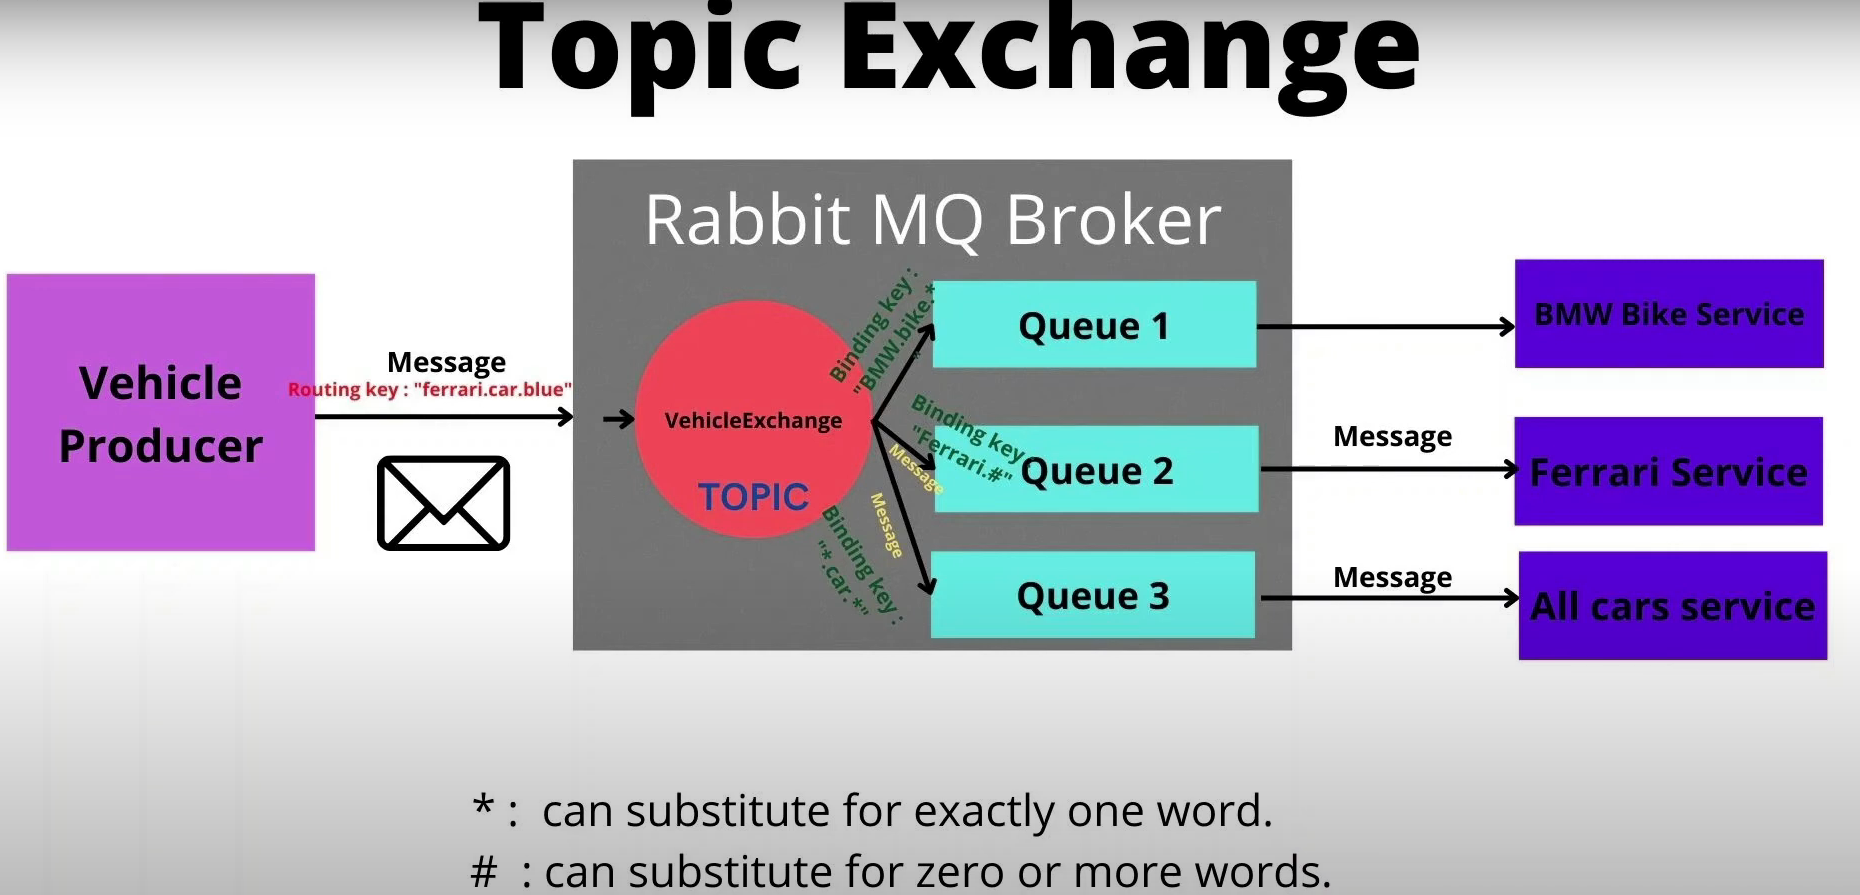 Topic Exchange
Rabbit MQ Broker
Vehicle
Producer
Message
Routing key : "ferrari.car.blue"
VehicleExchange
TOPIC
Binding key :
"BMW.bike.*
"
Binding key :
"Ferrari.#"
Message
Message
Binding key :
"*.car.*"
Queue 1
Queue 2
Queue 3
BMW Bike Service
Message
Ferrari Service
Message
All cars service
* : can substitute for exactly one word.
# : can substitute for zero or more words.